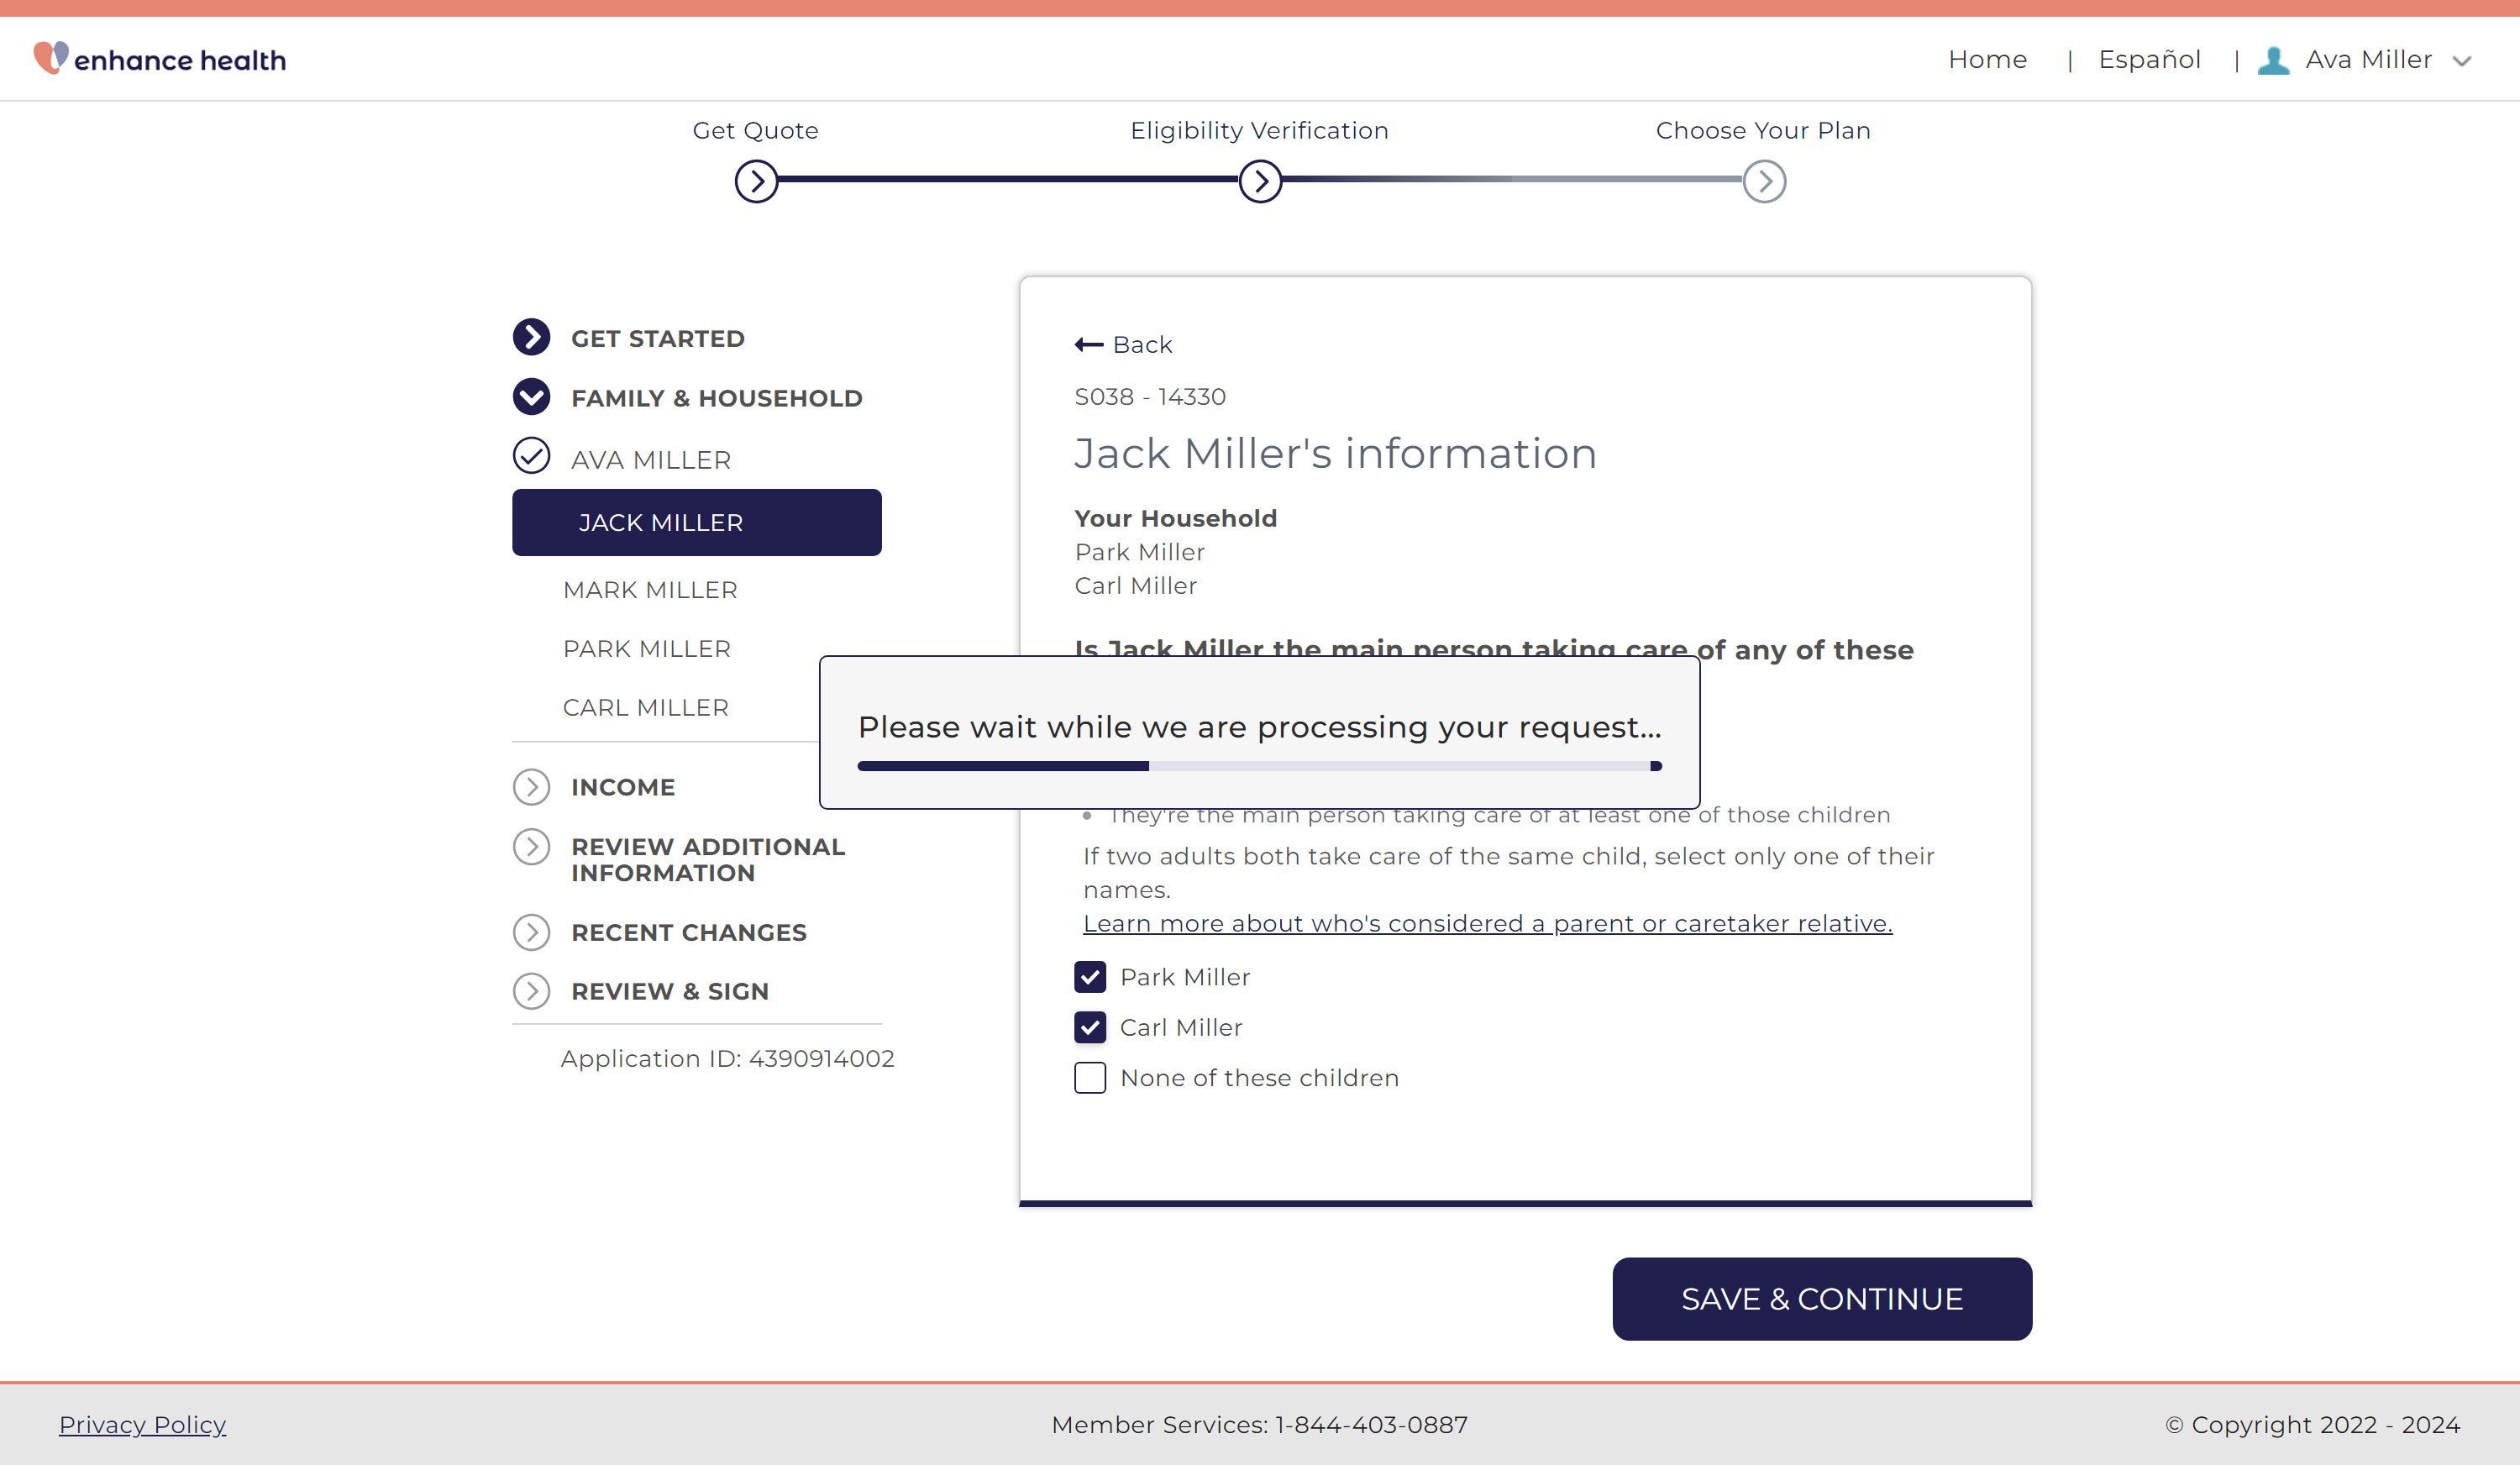 enhance health
Home | Español | Ava Miller
Get Quote
Eligibility Verification
Choose Your Plan
GET STARTED
FAMILY & HOUSEHOLD
AVA MILLER
JACK MILLER
MARK MILLER
PARK MILLER
CARL MILLER
INCOME
REVIEW ADDITIONAL
INFORMATION
RECENT CHANGES
REVIEW & SIGN
Application ID: 4390914002
Back
S038 - 14330
Jack Miller's information
Your Household
Park Miller
Carl Miller
Is Jack Miller the main person taking care of any of these
Please wait while we are processing your request...
They're the main person taking care of at least one of those children
If two adults both take care of the same child, select only one of their
names.
Learn more about who's considered a parent or caretaker relative.
Park Miller
Carl Miller
None of these children
SAVE & CONTINUE
Privacy Policy
Member Services: 1-844-403-0887
© Copyright 2022 - 2024